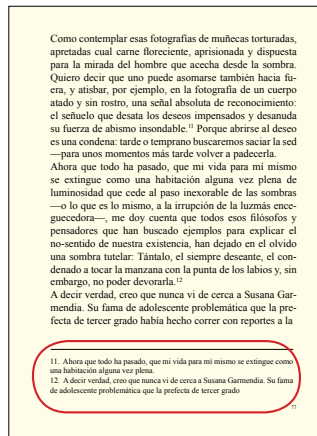 Como contemplar esas fotografías de muñecas torturadas,
apretadas cual carne floreciente, aprisionada y dispuesta
para la mirada del hombre que acecha desde la sombra.
Quiero decir que uno puede asomarse también hacia fu-
era, y atisbar, por ejemplo, en la fotografía de un cuerpo
atado y sin rostro, una señal absoluta de reconocimiento:
el señuelo que desata los deseos impensados y desanuda
su fuerza de abismo insondable.11 Porque abrirse al deseo
es una condena: tarde o temprano buscaremos saciar la sed
—para unos momentos más tarde volver a padecerla.
Ahora que todo ha pasado, que mi vida para mí mismo
se extingue como una habitación alguna vez plena de
luminosidad que cede al paso inexorable de las sombras
—o lo que es lo mismo, a la irrupción de la luzmás ence-
guecedora—, me doy cuenta que todos esos filósofos y
pensadores que han buscado ejemplos para explicar el
no-sentido de nuestra existencia, han dejado en el olvido
una sombra tutelar: Tántalo, el siempre deseante, el con-
denado a tocar la manzana con la punta de los labios y, sin
embargo, no poder devorarla.12
A decir verdad, creo que nunca vi de cerca a Susana Gar-
mendia. Su fama de adolescente problemática que la pre-
fecta de tercer grado había hecho correr con reportes a la
11. Ahora que todo ha pasado, que mi vida para mí mismo se extingue como
una habitación alguna vez plena.
12. A decir verdad, creo que nunca vi de cerca a Susana Garmendia. Su fama
de adolescente problemática que la prefecta de tercer grado
77